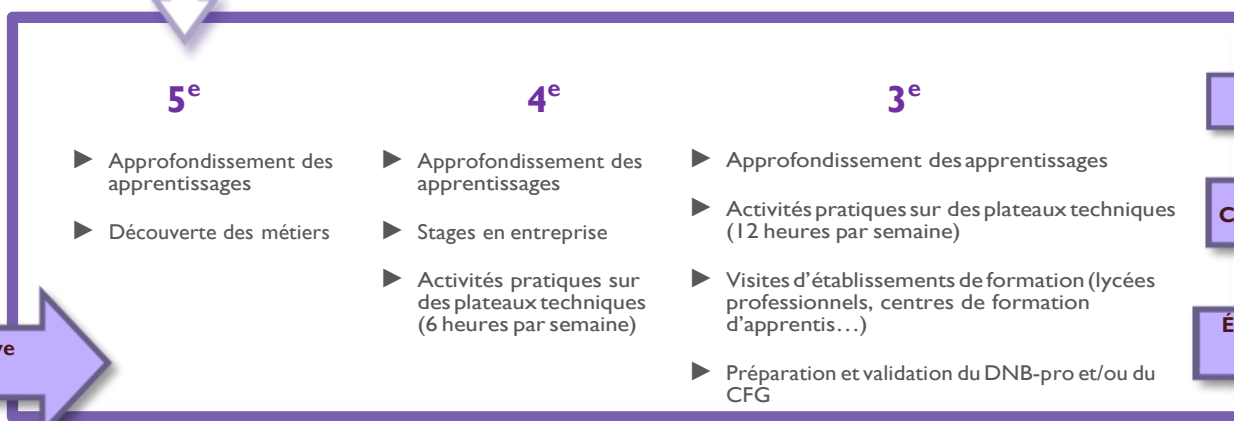 5e
Approfondissement des
apprentissages
Découverte des métiers
4e
Approfondissement des
apprentissages
Stages en entreprise
Activités pratiques sur
des plateaux techniques
(6 heures par semaine)
3e
Approfondissement des apprentissages
Activités pratiques sur des plateaux techniques
(12 heures par semaine)
Visites d’établissements de formation (lycées
professionnels, centres de formation
d’apprentis…)
Préparation et validation du DNB-pro et/ou du
CFG